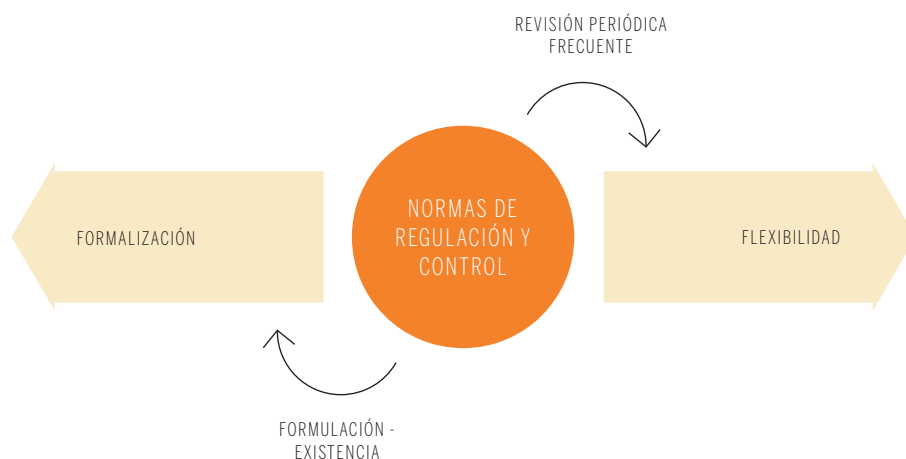 REVISIÓN PERIÓDICA
FRECUENTE
NORMAS DE
REGULACIÓN Y
CONTROL
FORMALIZACIÓN
FLEXIBILIDAD
FORMULACIÓN -
EXISTENCIA